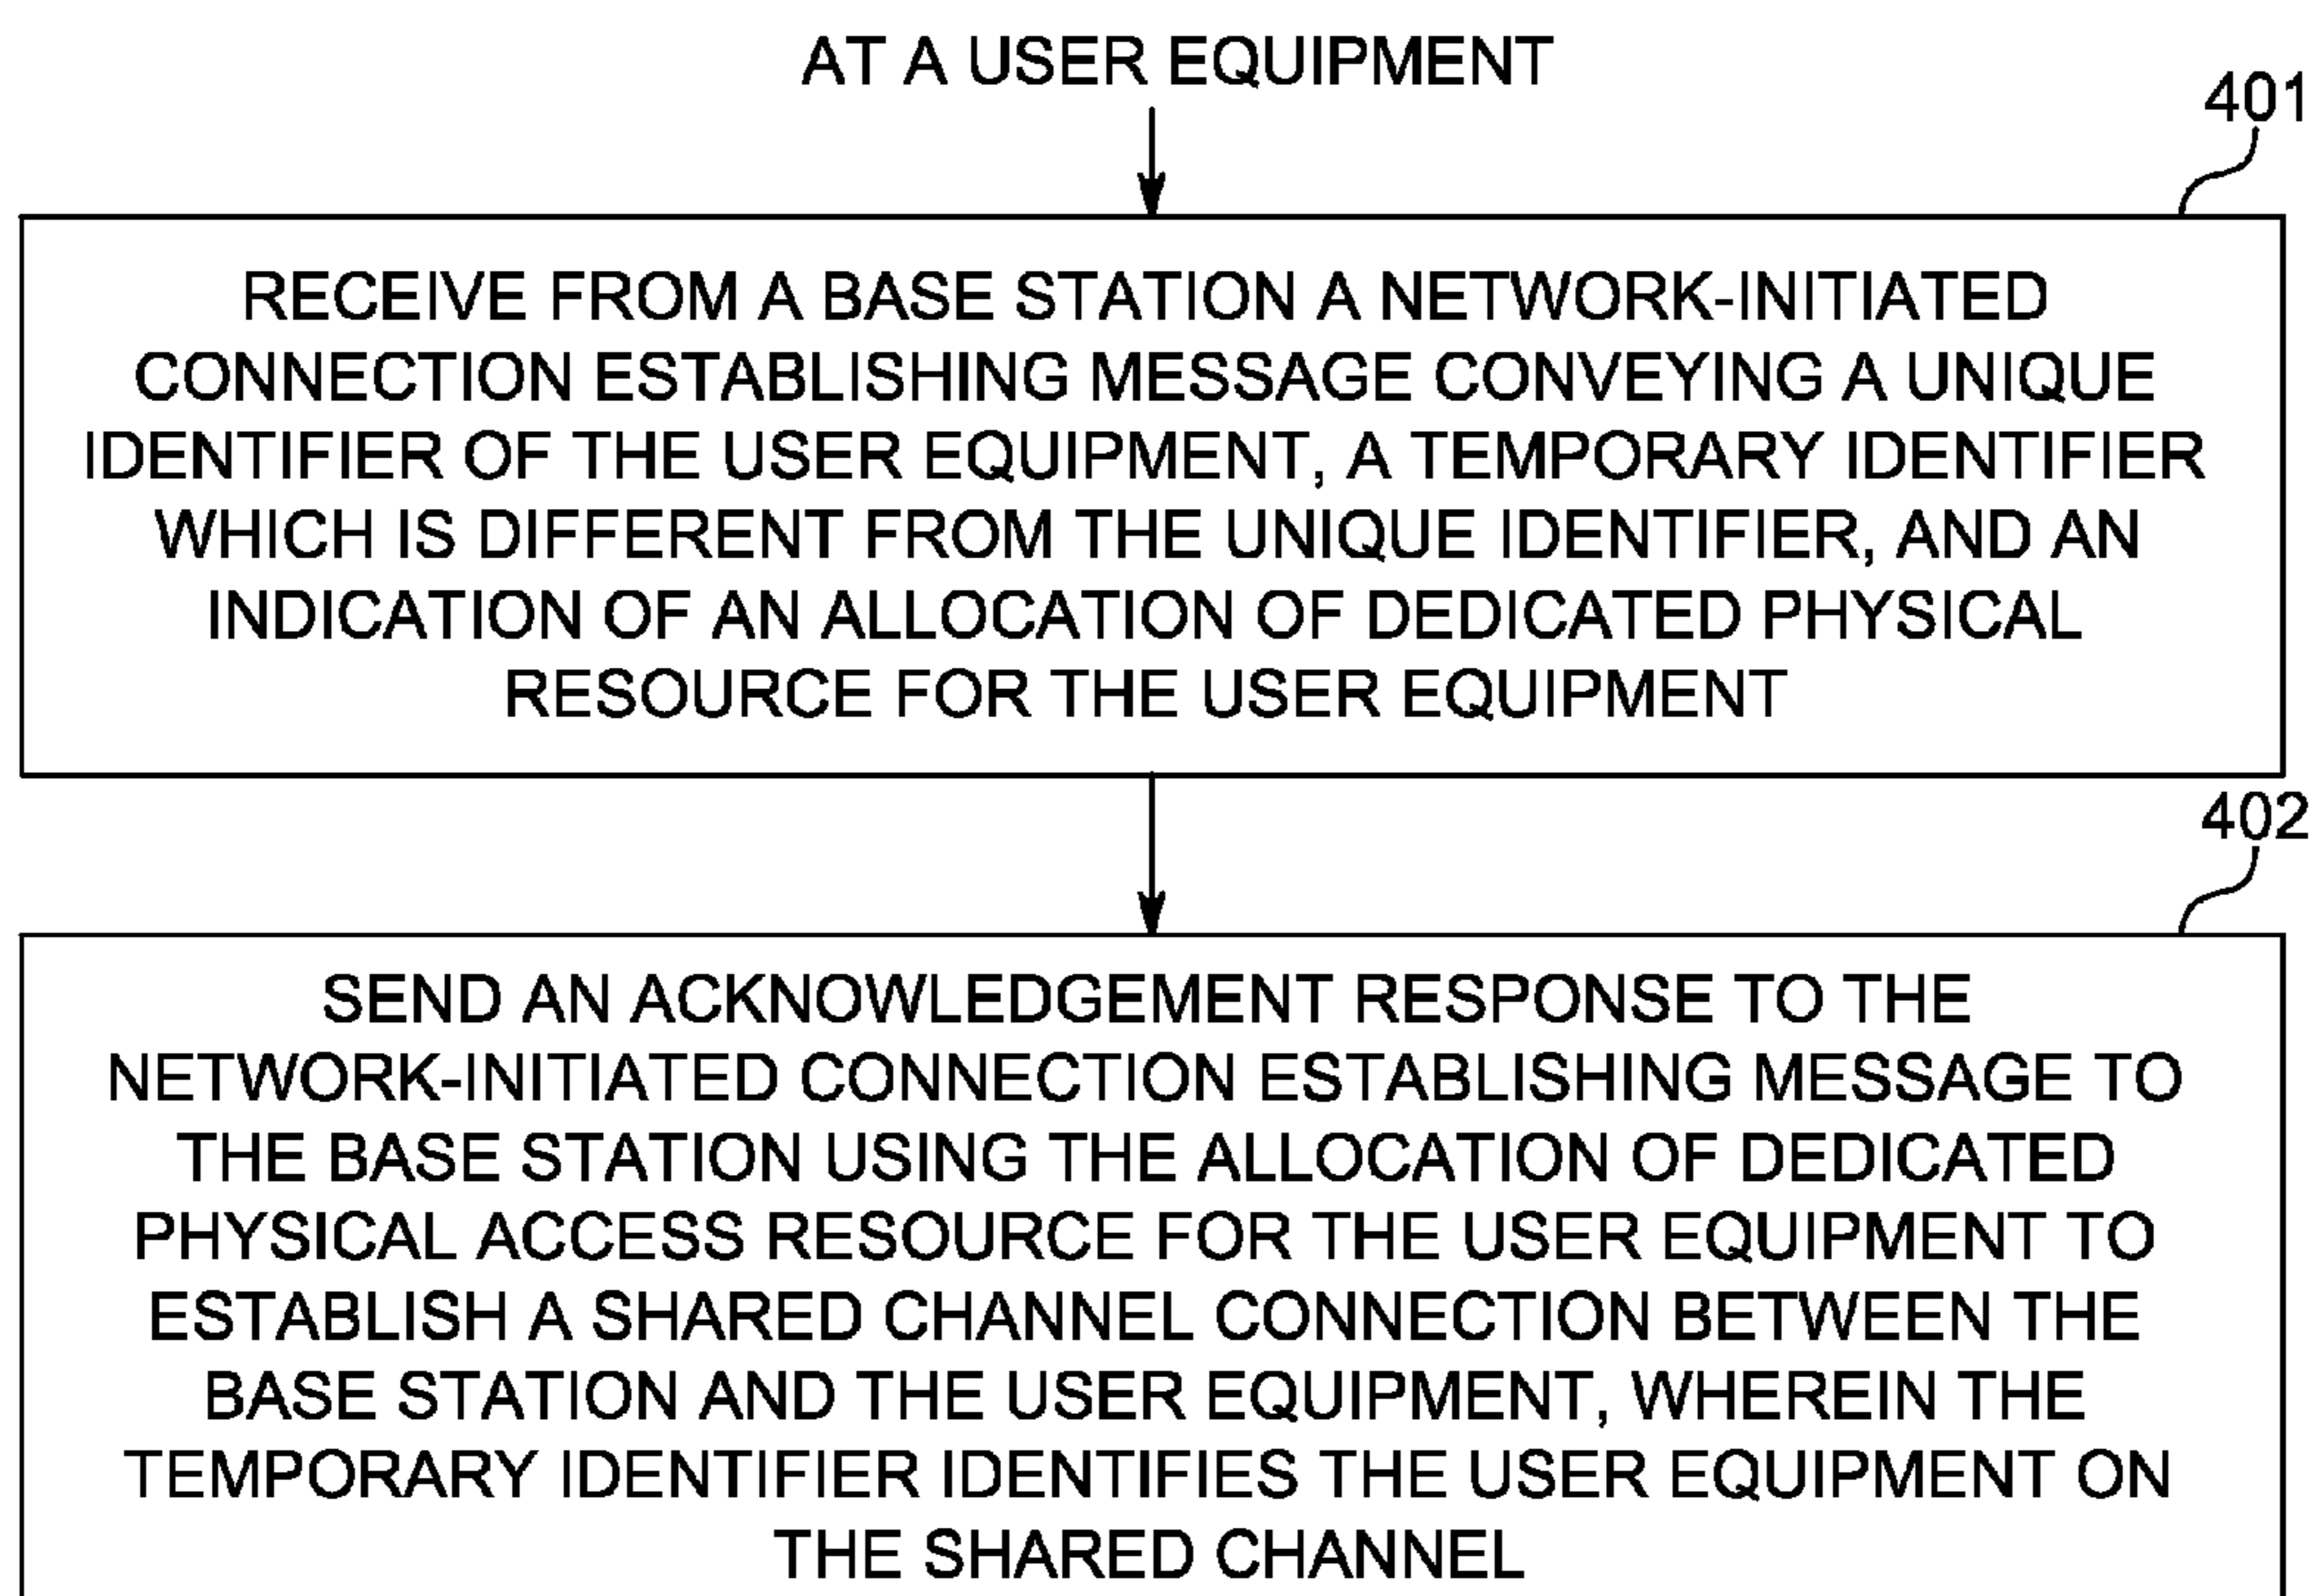 AT A USER EQUIPMENT
401
RECEIVE FROM A BASE STATION A NETWORK-INITIATED
CONNECTION ESTABLISHING MESSAGE CONVEYING A UNIQUE
IDENTIFIER OF THE USER EQUIPMENT, A TEMPORARY IDENTIFIER
WHICH IS DIFFERENT FROM THE UNIQUE IDENTIFIER, AND AN
INDICATION OF AN ALLOCATION OF DEDICATED PHYSICAL
RESOURCE FOR THE USER EQUIPMENT
402
SEND AN ACKNOWLEDGEMENT RESPONSE TO THE
NETWORK-INITIATED CONNECTION ESTABLISHING MESSAGE TO
THE BASE STATION USING THE ALLOCATION OF DEDICATED
PHYSICAL ACCESS RESOURCE FOR THE USER EQUIPMENT TO
ESTABLISH A SHARED CHANNEL CONNECTION BETWEEN THE
BASE STATION AND THE USER EQUIPMENT, WHEREIN THE
TEMPORARY IDENTIFIER IDENTIFIES THE USER EQUIPMENT ON
THE SHARED CHANNEL